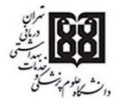 دانشگاه علوم پزشکی
و
خدمات
بهداشتی
درمانی
تهران